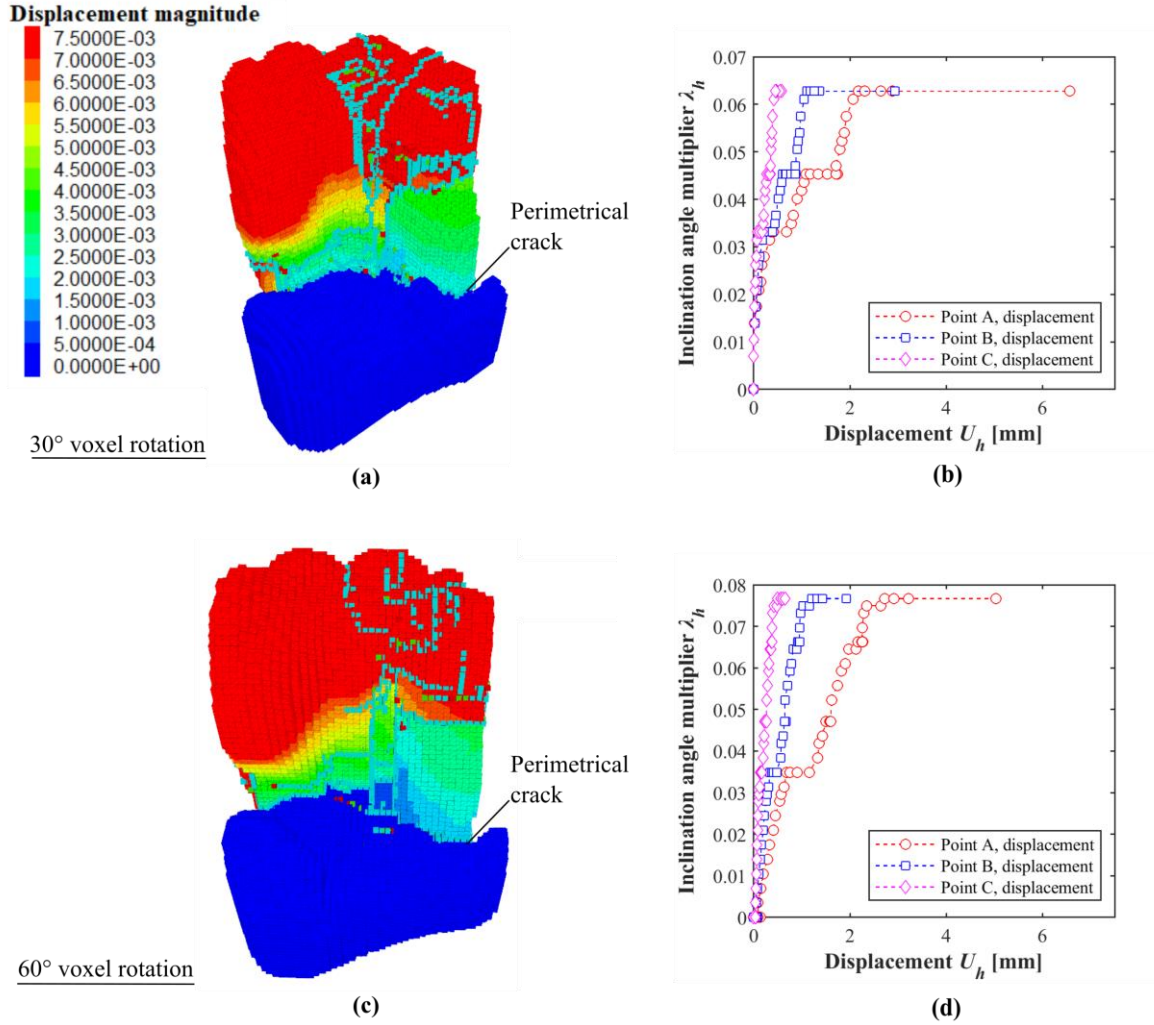 Displacement magnitude
7.5000E-03
7.0000E-03
6.5000E-03
6.0000E-03
5.5000E-03
5.0000E-03
4.5000E-03
4.0000E-03
3.5000E-03
3.0000E-03
2.5000E-03
2.0000E-03
1.5000E-03
1.0000E-03
5.0000E-04
0.0000E+00
Perimetrical
crack
30° voxel rotation
(a)
0.07
0.06
0.05
0.04
0.03
0.02
0.01
0
Inclination angle multiplier λ_h
Point A, displacement
Point B, displacement
Point C, displacement
0 2 4 6
Displacement U_h [mm]
(b)
Perimetrical
crack
60° voxel rotation
(c)
0.08
0.07
0.06
0.05
0.04
0.03
0.02
0.01
0
Inclination angle multiplier λ_h
Point A, displacement
Point B, displacement
Point C, displacement
0 2 4 6
Displacement U_h [mm]
(d)